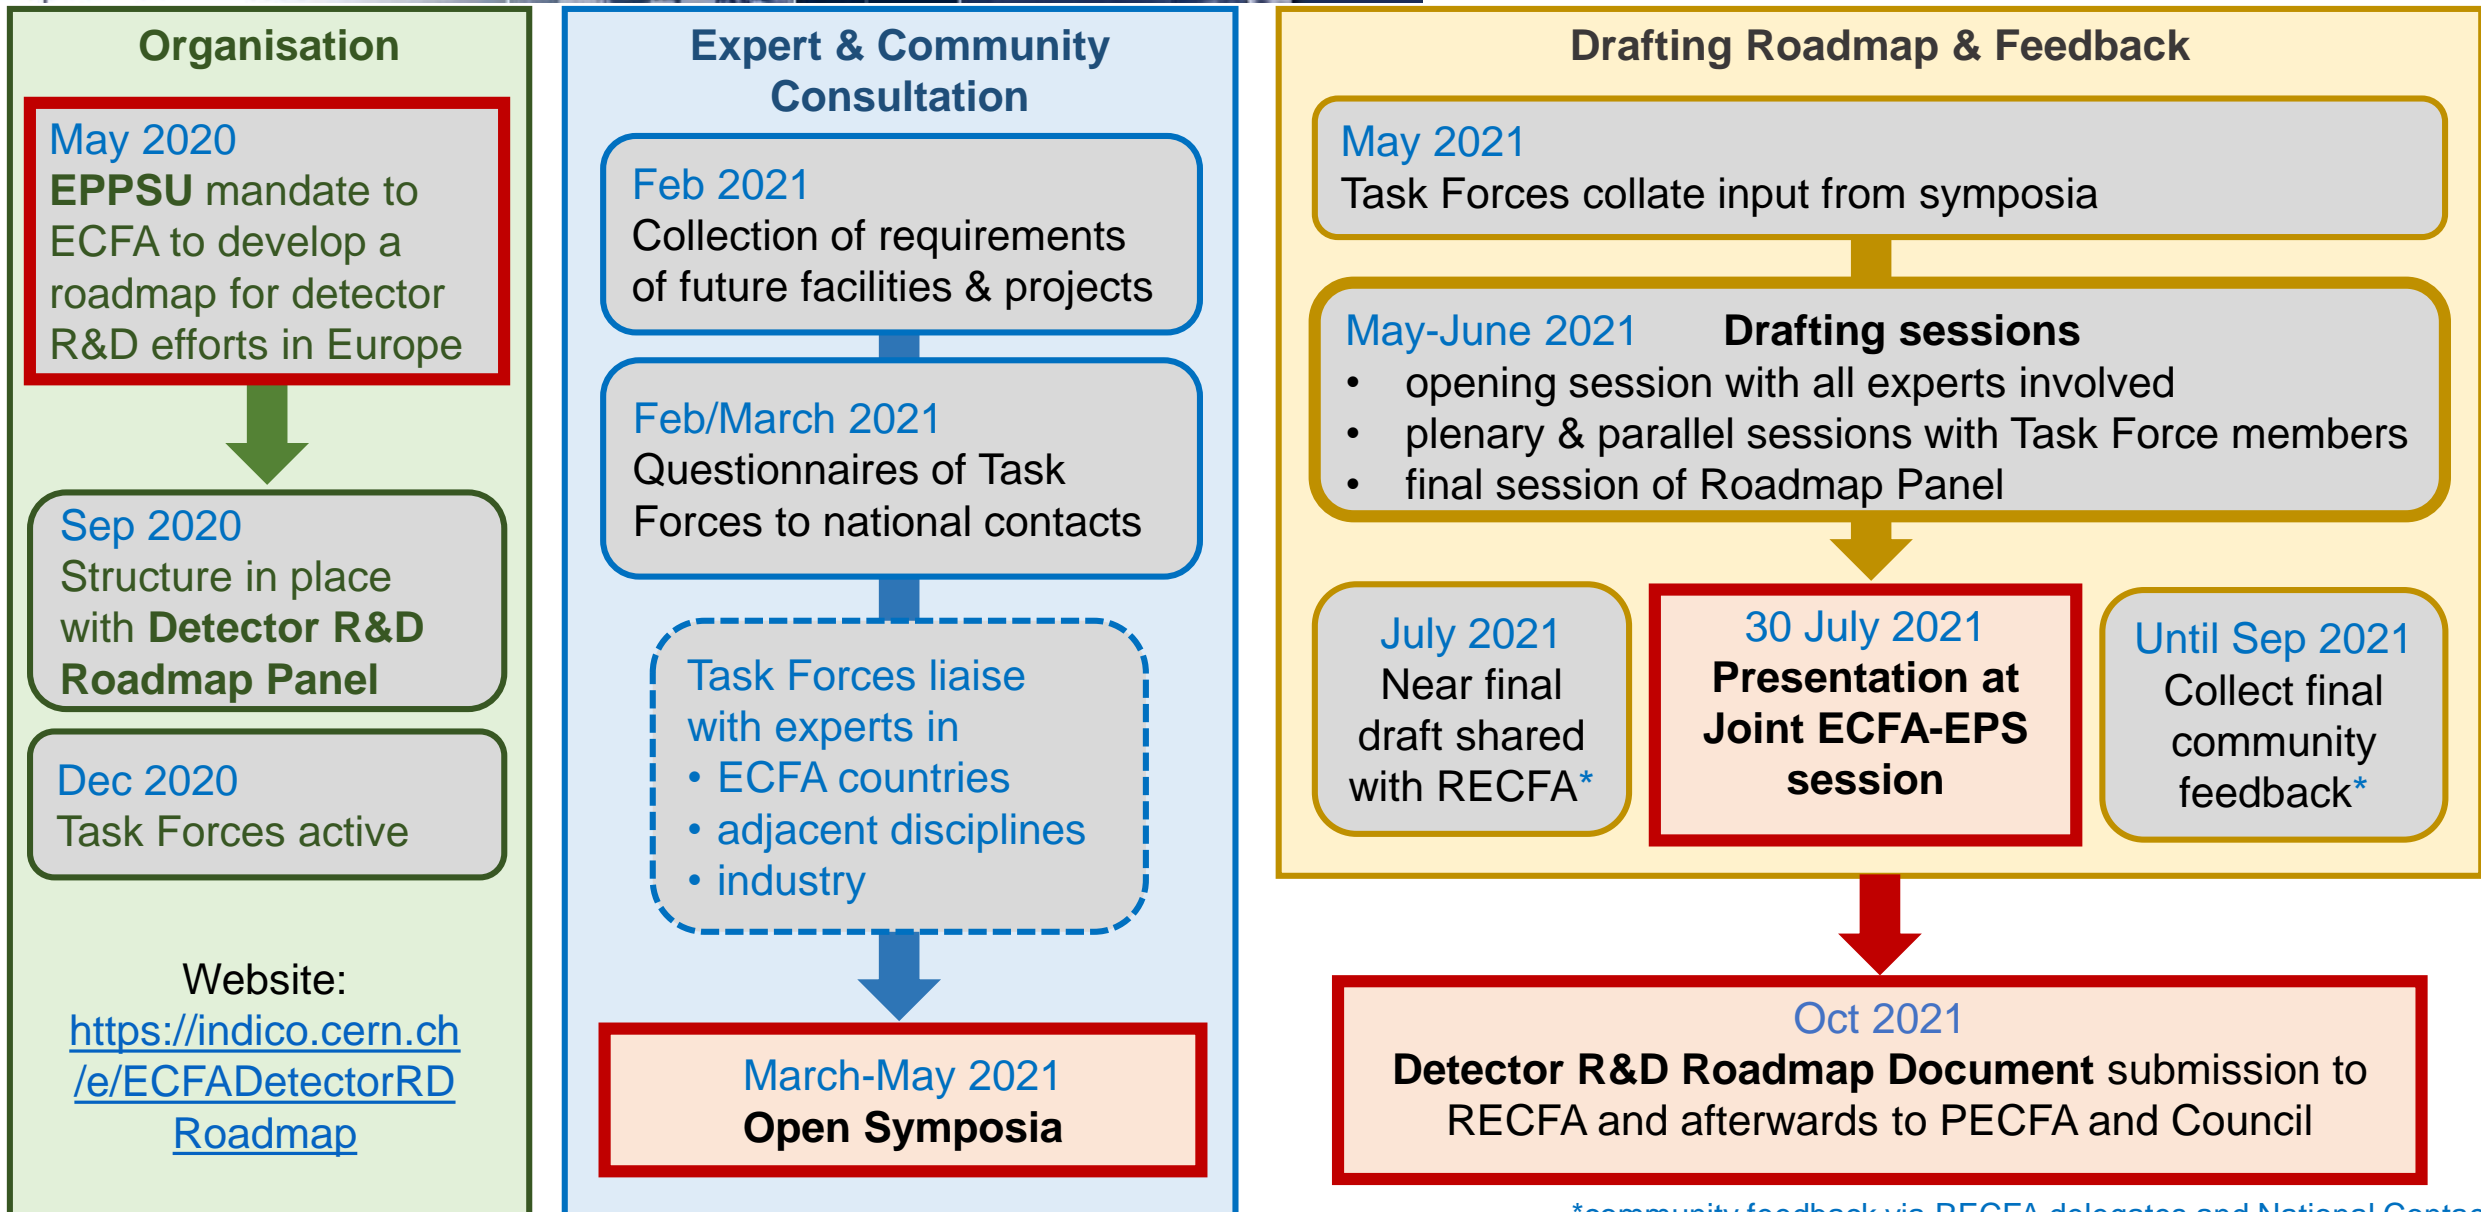 Organisation
May 2020
EPPSU mandate to
ECFA to develop a
roadmap for detector
R&D efforts in Europe
Sep 2020
Structure in place
with Detector R&D
Roadmap Panel
Dec 2020
Task Forces active
Website:
https://indico.cern.ch
/e/ECFADetectorRD
Roadmap
Expert & Community
Consultation
Feb 2021
Collection of requirements
of future facilities & projects
Feb/March 2021
Questionnaires of Task
Forces to national contacts
Task Forces liaise
with experts in
• ECFA countries
• adjacent disciplines
• industry
March-May 2021
Open Symposia
Drafting Roadmap & Feedback
May 2021
Task Forces collate input from symposia
May-June 2021 Drafting sessions
• opening session with all experts involved
• plenary & parallel sessions with Task Force members
• final session of Roadmap Panel
July 2021
Near final
draft shared
with RECFA*
30 July 2021
Presentation at
Joint ECFA-EPS
session
Until Sep 2021
Collect final
community
feedback*
Oct 2021
Detector R&D Roadmap Document submission to
RECFA and afterwards to PECFA and Council
*community feedback via RECFA delegates and National